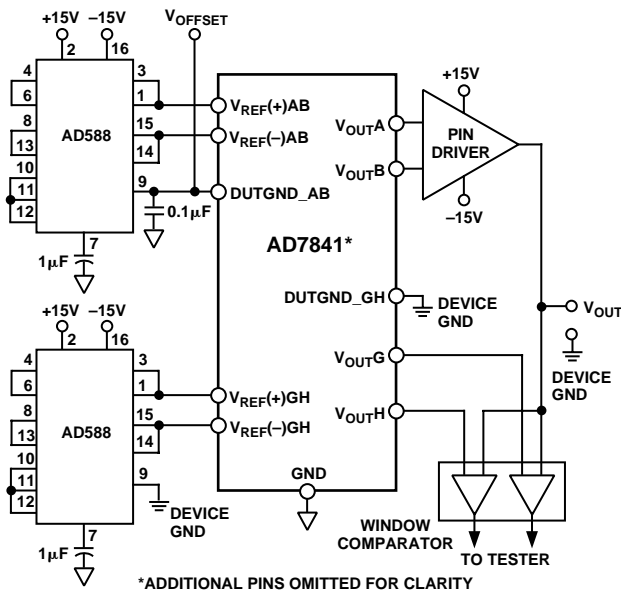 +15V –15V VOFFSET
2 16
4 3
6 1 VREF(+)AB
8 15 VREF(–)AB
13 14
AD588
10 9 DUTGND_AB
11
12
0.1µF
7
1µF
AD7841*
VOUTA
VOUTB
+15V
PIN
DRIVER
–15V
DUTGND_GH DEVICE
GND
VOUT
DEVICE
GND
VOUTG
VOUTH
+15V –15V
2 16
4 3
6 1 VREF(+)GH
8 15 VREF(–)GH
13 14
AD588
10 9
11
12
DEVICE
GND
7
1µF
GND
WINDOW
COMPARATOR
TO TESTER
*ADDITIONAL PINS OMITTED FOR CLARITY